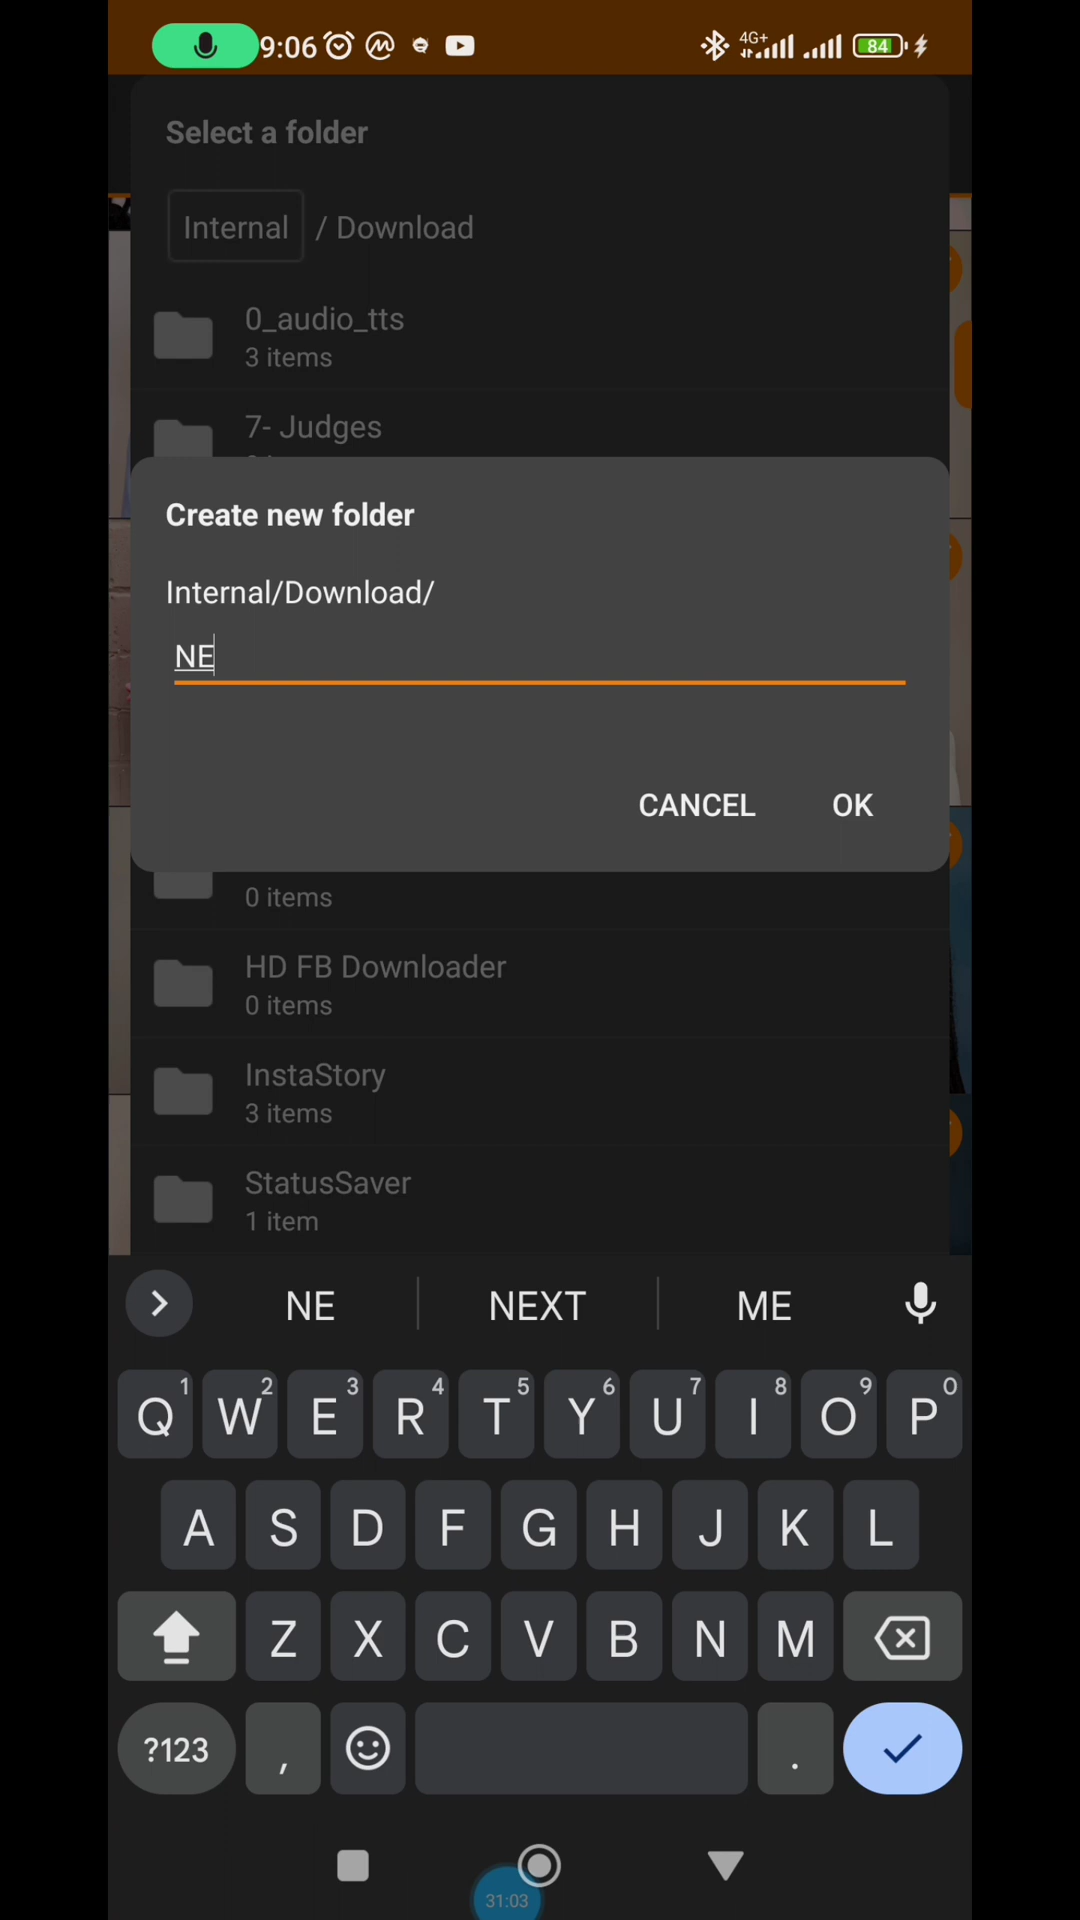 9:06
4G+
84
Select a folder
Internal / Download
0_audio_tts
3 items
7- Judges
Create new folder
Internal/Download/
NE
CANCEL OK
0 items
HD FB Downloader
0 items
InstaStory
3 items
StatusSaver
1 item
NE NEXT ME
Q1 W2 E3 R4 T5 Y6 U7 I8 O9 P0
A S D F G H J K L
Z X C V B N M
?123 , .
31:03